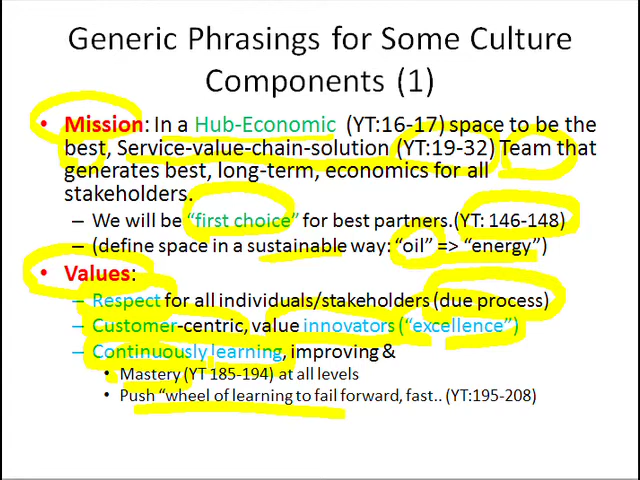 Generic Phrasings for Some Culture
Components (1)
• Mission: In a Hub-Economic (YT:16-17) space to be the
best, Service-value-chain-solution (YT:19-32) Team that
generates best, long-term, economics for all
stakeholders.
– We will be “first choice” for best partners.(YT: 146-148)
– (define space in a sustainable way: “oil” => “energy”)
• Values:
– Respect for all individuals/stakeholders (due process)
– Customer-centric, value innovators (“excellence”)
– Continuously learning, improving &
• Mastery (YT 185-194) at all levels
• Push “wheel of learning to fail forward, fast.. (YT:195-208)